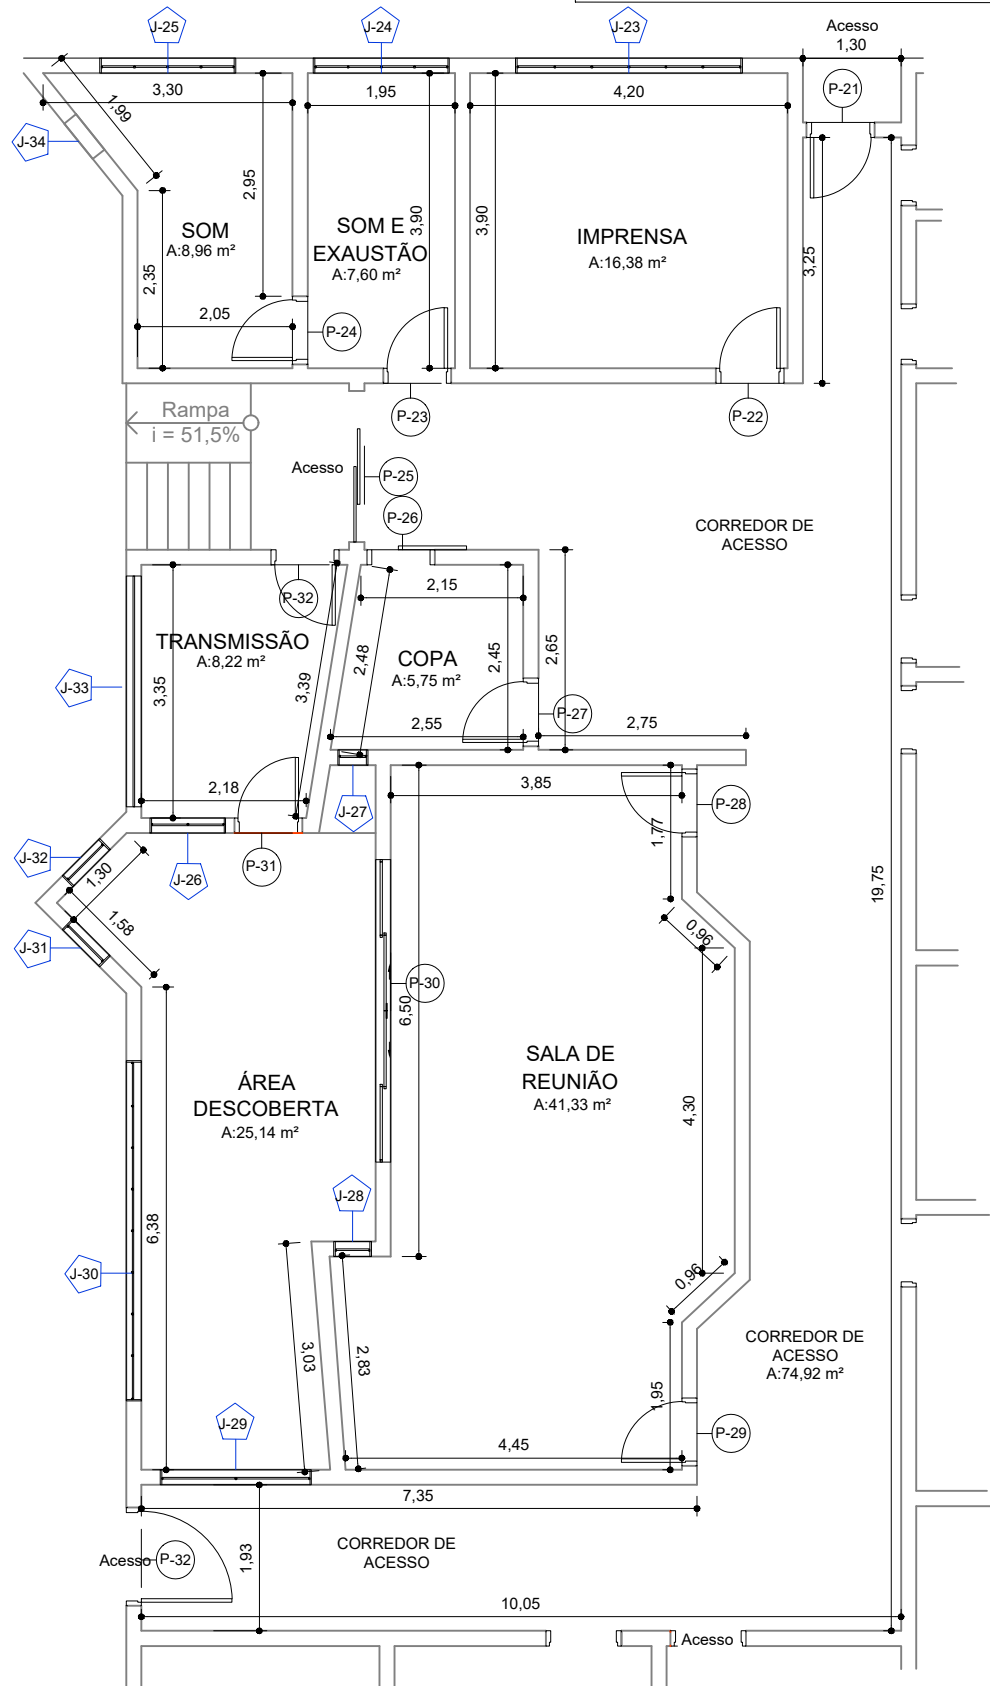 J-25
J-24
J-23
Acesso
1,30
3,30
1,99
1,95
4,20
P-21
J-34
2,95
3,90
3,90
SOM
A:8,96 m²
SOM E
EXAUSTÃO
A:7,60 m²
IMPRENSA
A:16,38 m²
3,25
2,35
2,05
P-24
P-23
P-22
Rampa
i = 51,5%
Acesso
P-25
P-26
CORREDOR DE
ACESSO
P-32
2,15
TRANSMISSÃO
A:8,22 m²
3,35
3,39
2,48
COPA
A:5,75 m²
2,45
2,65
J-33
2,55
P-27
2,75
2,18
J-27
3,85
P-28
1,77
J-32
1,30
J-26
P-31
19,75
J-31
1,58
0,96
P-30
6,50
SALA DE
REUNIÃO
A:41,33 m²
ÁREA
DESCOBERTA
A:25,14 m²
4,30
J-28
6,38
J-30
0,96
3,03
2,83
CORREDOR DE
ACESSO
A:74,92 m²
1,95
J-29
4,45
P-29
7,35
CORREDOR DE
ACESSO
1,93
Acesso
P-32
10,05
Acesso